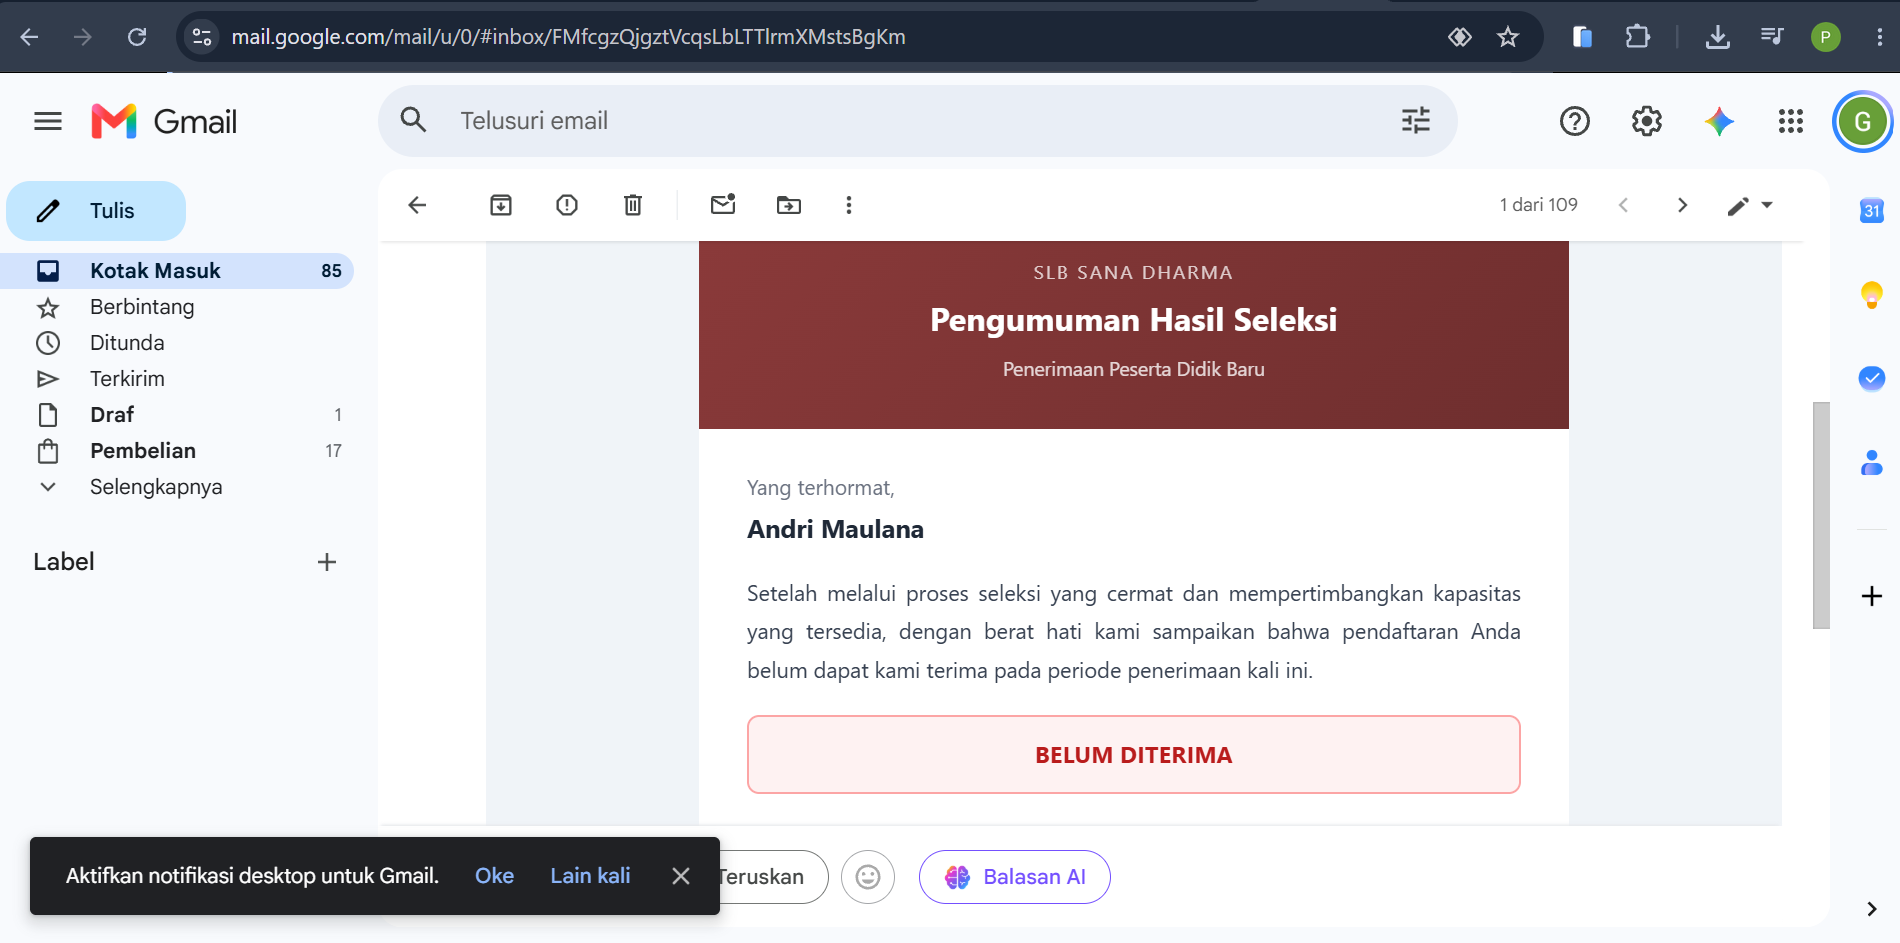 mail.google.com/mail/u/0/#inbox/FMfcgzQjgztVcqsLbLTTlrmXMstsBgKm
P
Gmail
Telusuri email
G
Tulis
1 dari 109
31
Kotak Masuk 85
Berbintang
Ditunda
Terkirim
Draf 1
Pembelian 17
Selengkapnya
Label
SLB SANA DHARMA
Pengumuman Hasil Seleksi
Penerimaan Peserta Didik Baru
Yang terhormat,
Andri Maulana
Setelah melalui proses seleksi yang cermat dan mempertimbangkan kapasitas
yang tersedia, dengan berat hati kami sampaikan bahwa pendaftaran Anda
belum dapat kami terima pada periode penerimaan kali ini.
BELUM DITERIMA
Aktifkan notifikasi desktop untuk Gmail. Oke Lain kali
Teruskan
Balasan AI